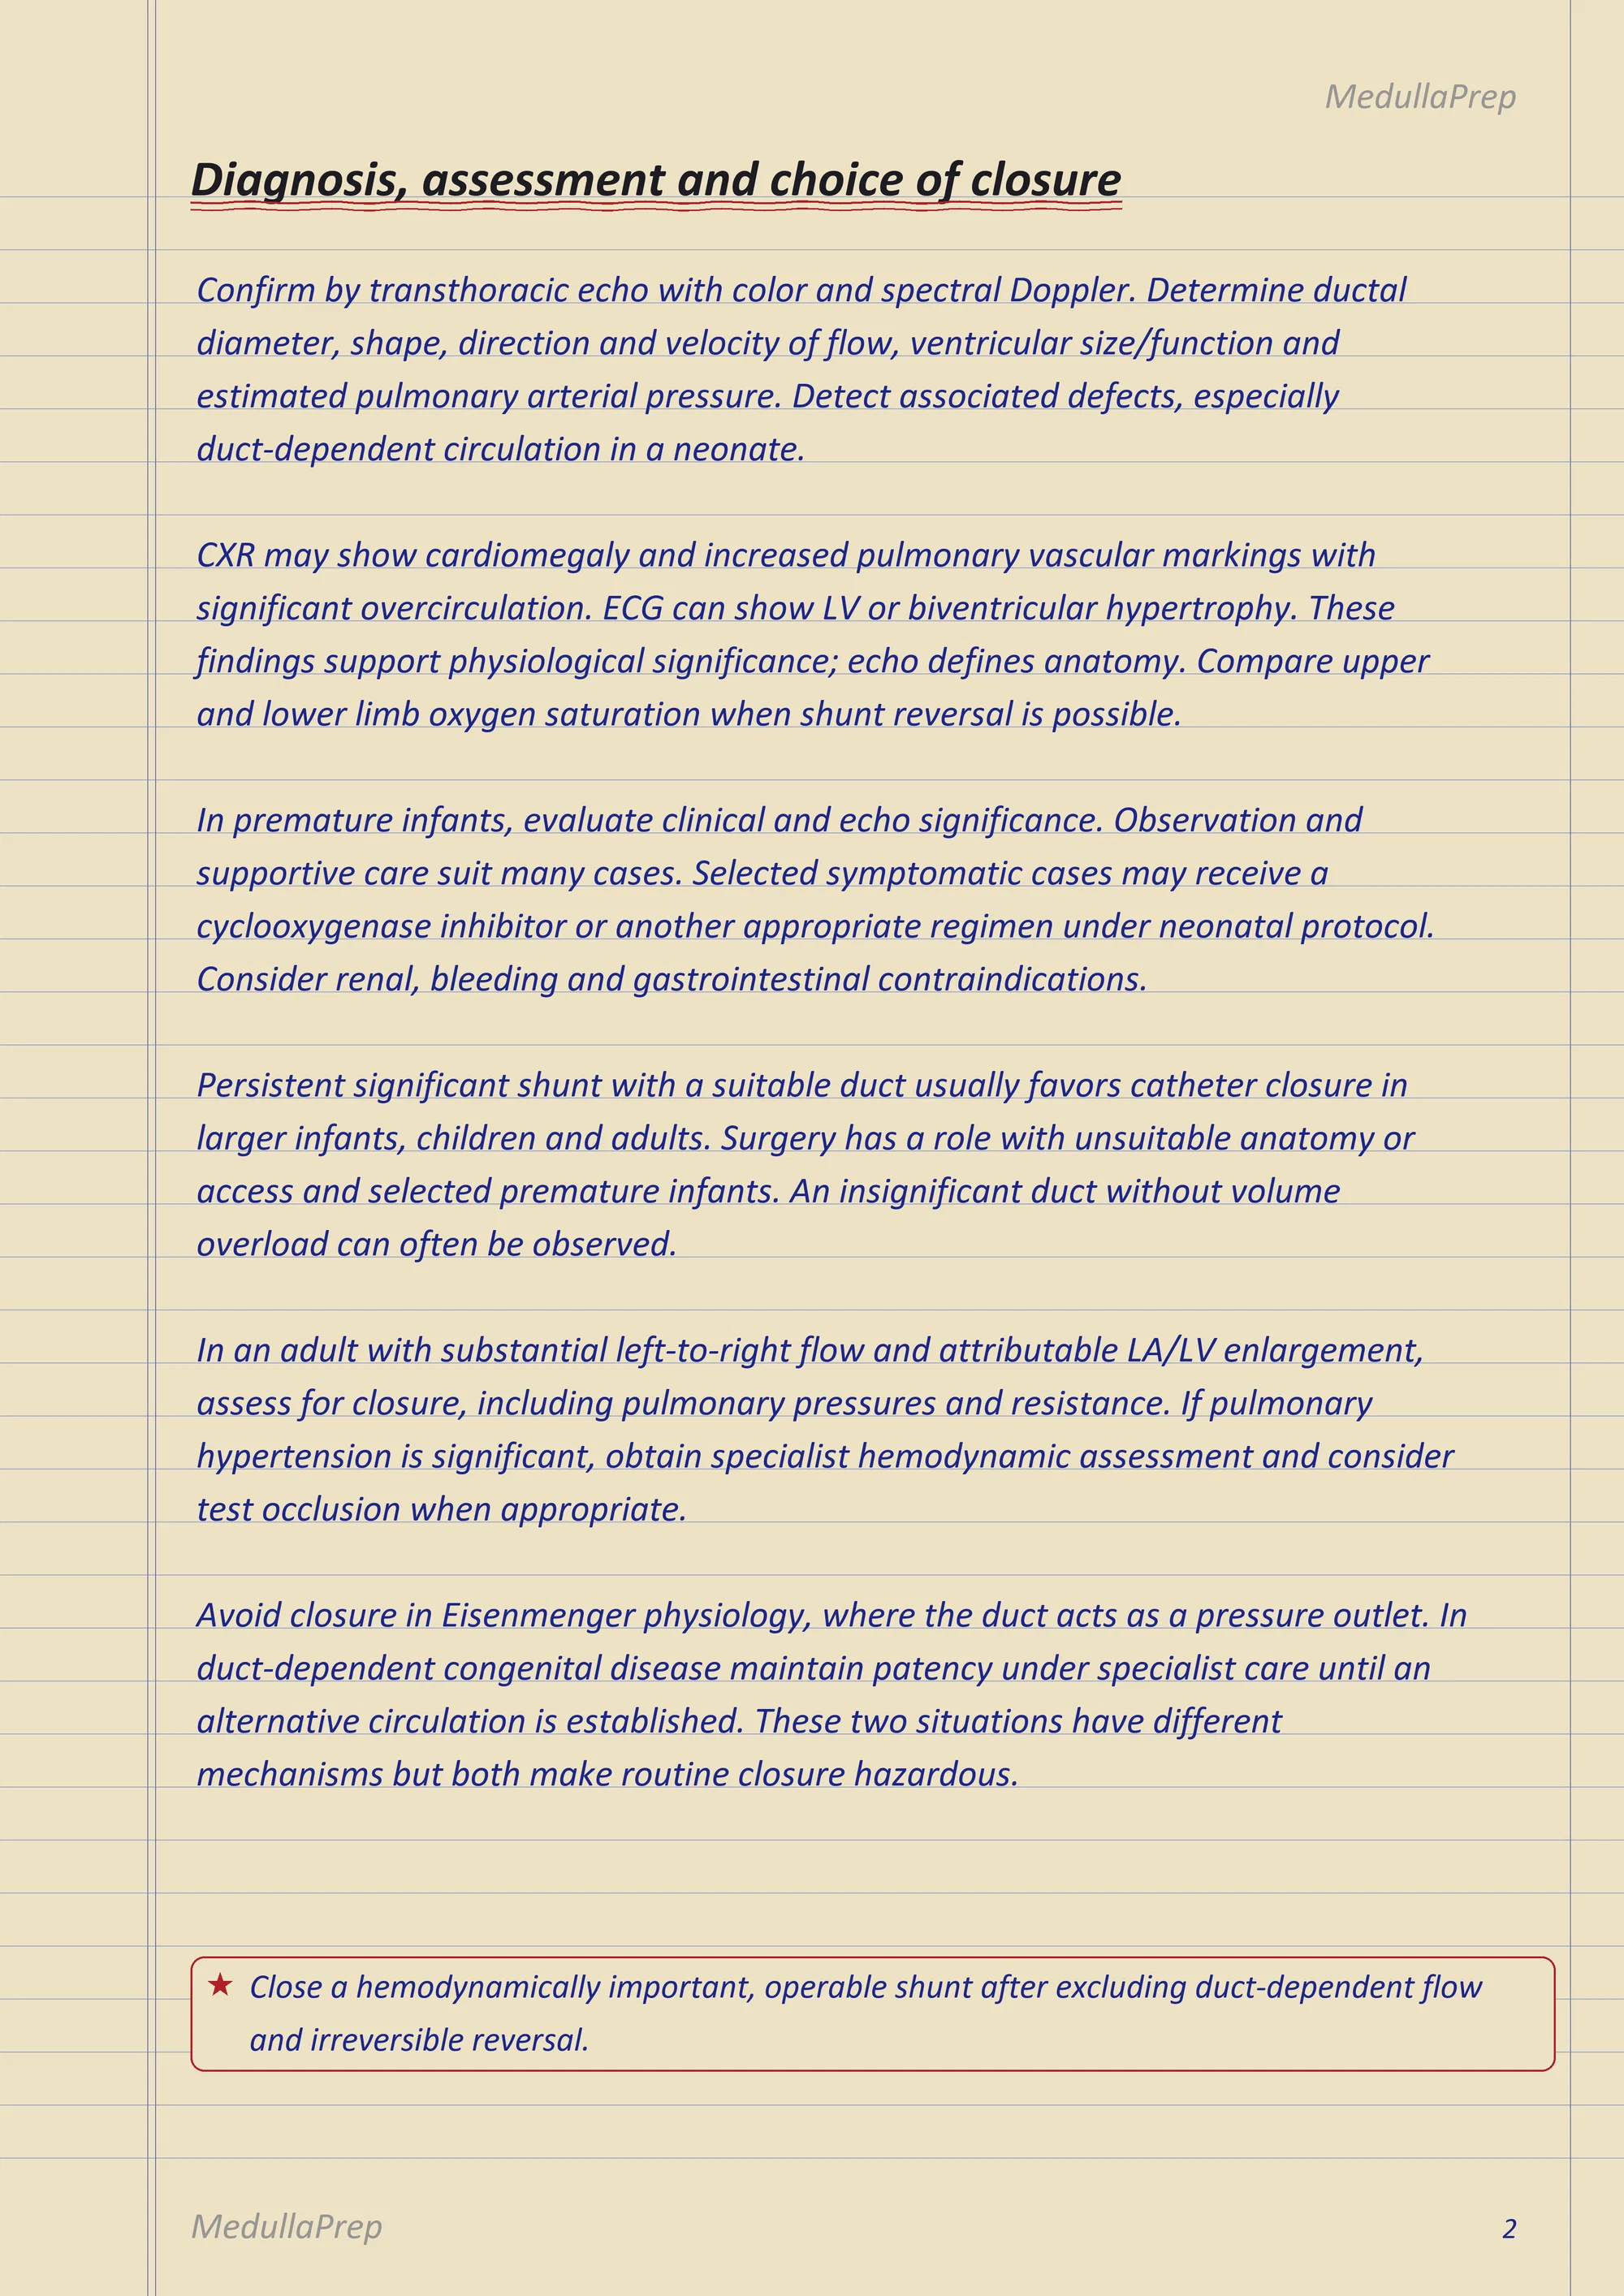 MedullaPrep
Diagnosis, assessment and choice of closure
Confirm by transthoracic echo with color and spectral Doppler. Determine ductal
diameter, shape, direction and velocity of flow, ventricular size/function and
estimated pulmonary arterial pressure. Detect associated defects, especially
duct-dependent circulation in a neonate.
CXR may show cardiomegaly and increased pulmonary vascular markings with
significant overcirculation. ECG can show LV or biventricular hypertrophy. These
findings support physiological significance; echo defines anatomy. Compare upper
and lower limb oxygen saturation when shunt reversal is possible.
In premature infants, evaluate clinical and echo significance. Observation and
supportive care suit many cases. Selected symptomatic cases may receive a
cyclooxygenase inhibitor or another appropriate regimen under neonatal protocol.
Consider renal, bleeding and gastrointestinal contraindications.
Persistent significant shunt with a suitable duct usually favors catheter closure in
larger infants, children and adults. Surgery has a role with unsuitable anatomy or
access and selected premature infants. An insignificant duct without volume
overload can often be observed.
In an adult with substantial left-to-right flow and attributable LA/LV enlargement,
assess for closure, including pulmonary pressures and resistance. If pulmonary
hypertension is significant, obtain specialist hemodynamic assessment and consider
test occlusion when appropriate.
Avoid closure in Eisenmenger physiology, where the duct acts as a pressure outlet. In
duct-dependent congenital disease maintain patency under specialist care until an
alternative circulation is established. These two situations have different
mechanisms but both make routine closure hazardous.
★ Close a hemodynamically important, operable shunt after excluding duct-dependent flow
and irreversible reversal.
MedullaPrep
2